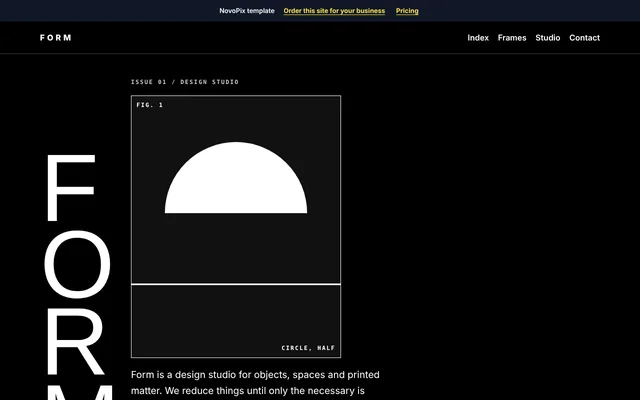 NovoPix template Order this site for your business Pricing
FORM
Index Frames Studio Contact
ISSUE 01 / DESIGN STUDIO
FIG. 1
CIRCLE, HALF
F
O
R
M
Form is a design studio for objects, spaces and printed
matter. We reduce things until only the necessary is